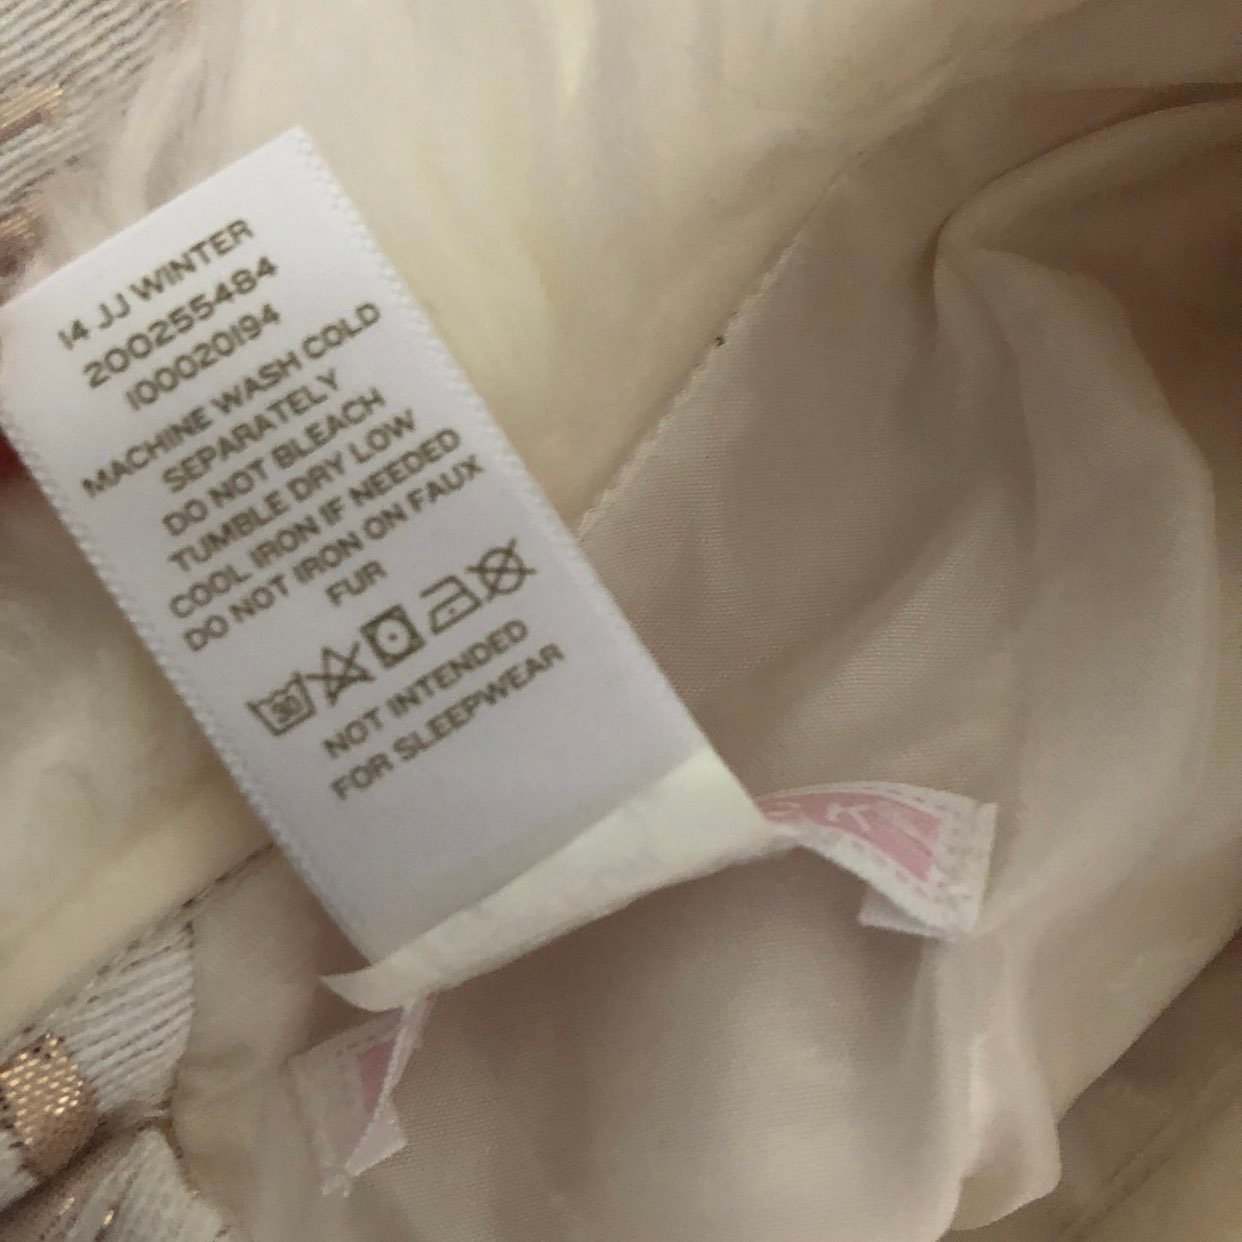 14 JJ WINTER
200255484
100020194
MACHINE WASH COLD
SEPARATELY
DO NOT BLEACH
TUMBLE DRY LOW
COOL IRON IF NEEDED
DO NOT IRON ON FAUX
FUR
30
NOT INTENDED
FOR SLEEPWEAR